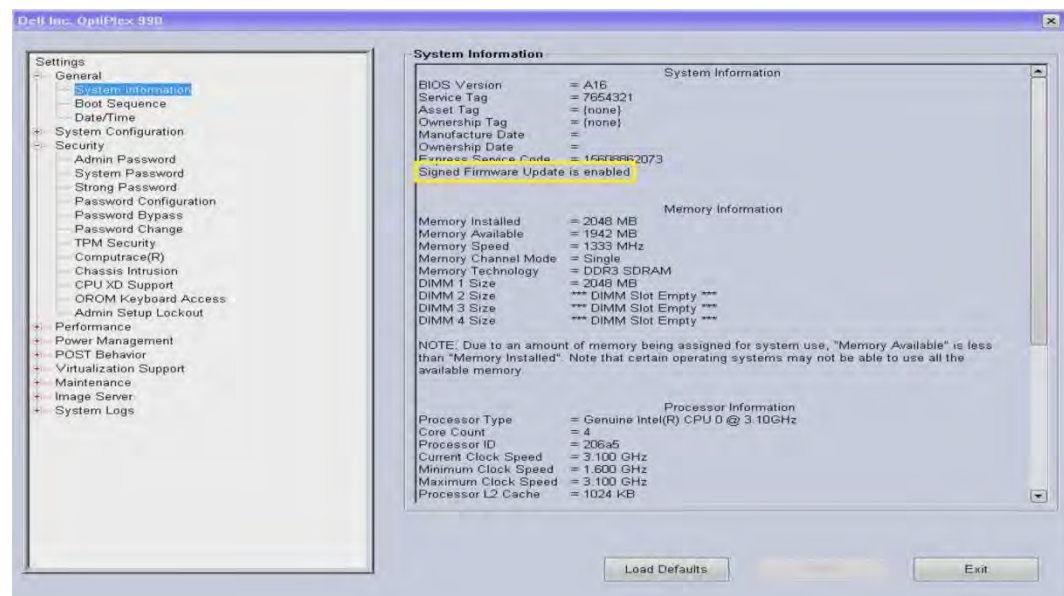 Dell Inc. OptiPlex 990
Settings
General
System Information
Boot Sequence
Date/Time
System Configuration
Security
Admin Password
System Password
Strong Password
Password Configuration
Password Bypass
Password Change
TPM Security
Computrace(R)
Chassis Intrusion
CPU XD Support
OROM Keyboard Access
Admin Setup Lockout
Performance
Power Management
POST Behavior
Virtualization Support
Maintenance
Image Server
System Logs
System Information
System Information
BIOS Version = A16
Service Tag = 7654321
Asset Tag = {none}
Ownership Tag = {none}
Manufacture Date =
Ownership Date =
Express Service Code = 15608862073
Signed Firmware Update is enabled
Memory Information
Memory Installed = 2048 MB
Memory Available = 1942 MB
Memory Speed = 1333 MHz
Memory Channel Mode = Single
Memory Technology = DDR3 SDRAM
DIMM 1 Size = 2048 MB
DIMM 2 Size *** DIMM Slot Empty ***
DIMM 3 Size *** DIMM Slot Empty ***
DIMM 4 Size *** DIMM Slot Empty ***
NOTE: Due to an amount of memory being assigned for system use, "Memory Available" is less
than "Memory Installed". Note that certain operating systems may not be able to use all the
available memory.
Processor Information
Processor Type = Genuine Intel(R) CPU 0 @ 3.10GHz
Core Count = 4
Processor ID = 206a5
Current Clock Speed = 3.100 GHz
Minimum Clock Speed = 1.600 GHz
Maximum Clock Speed = 3.100 GHz
Processor L2 Cache = 1024 KB
Load Defaults
Exit